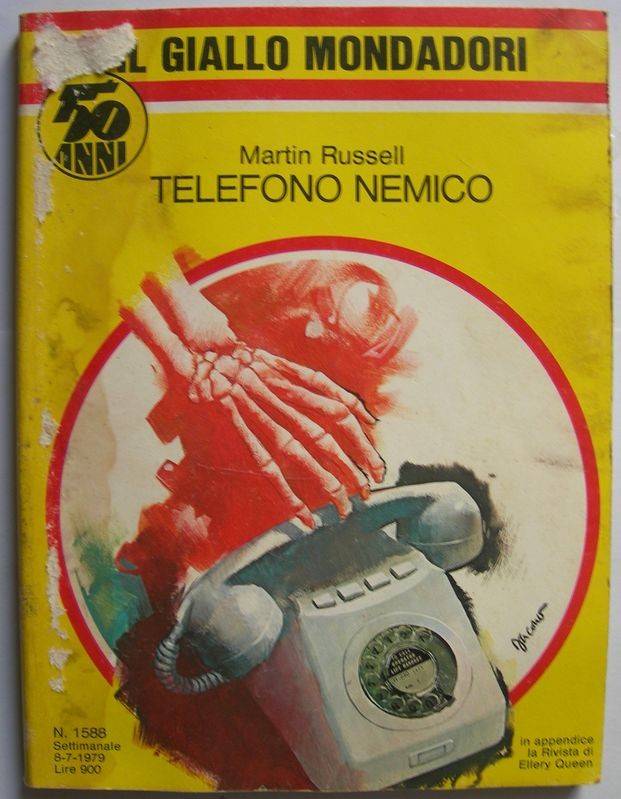 IL GIALLO MONDADORI
50
ANNI
Martin Russell
TELEFONO NEMICO
N. 1588
Settimanale
8-7-1979
Lire 900
in appendice
la Rivista di
Ellery Queen